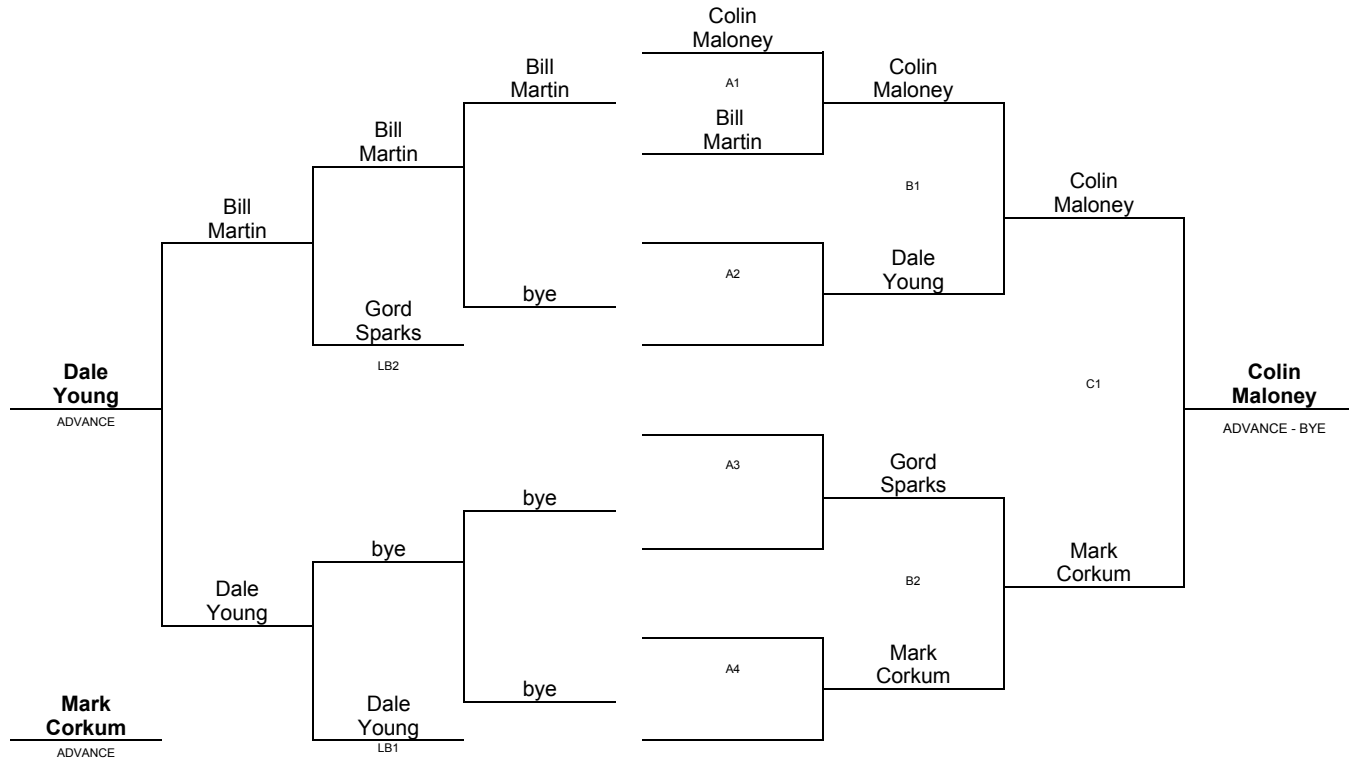 Colin
Maloney
Bill
Martin
A1
Colin
Maloney
Bill
Martin
Bill
Martin
B1
Colin
Maloney
Bill
Martin
A2
Dale
Young
bye
Gord
Sparks
LB2
Dale
Young
ADVANCE
C1
Colin
Maloney
ADVANCE - BYE
A3
Gord
Sparks
bye
bye
Mark
Corkum
B2
Dale
Young
A4
Mark
Corkum
bye
Mark
Corkum
ADVANCE
Dale
Young
LB1